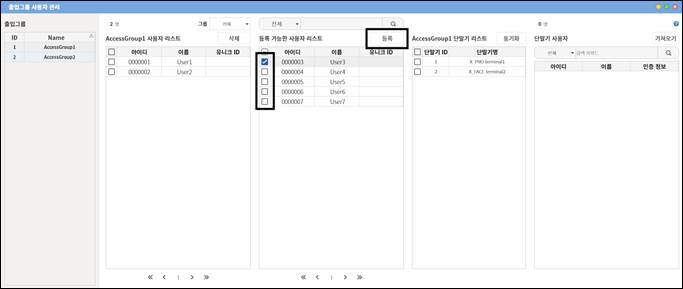 출입그룹 사용자 관리
출입그룹
ID Name
1 AccessGroup1
2 AccessGroup2
2 명 그룹 전체
AccessGroup1 사용자 리스트 삭제
아이디 이름 유니크 ID
0000001 User1
0000002 User2
1
전체
등록 가능한 사용자 리스트 등록
아이디 이름 유니크 ID
0000003 User3
0000004 User4
0000005 User5
0000006 User6
0000007 User7
1
AccessGroup1 단말기 리스트 동기화
단말기 ID 단말기명
1 X_PRO terminal1
2 X_FACE terminal2
0 명
단말기 사용자 가져오기
전체 검색 키워드
아이디 이름 인증 정보